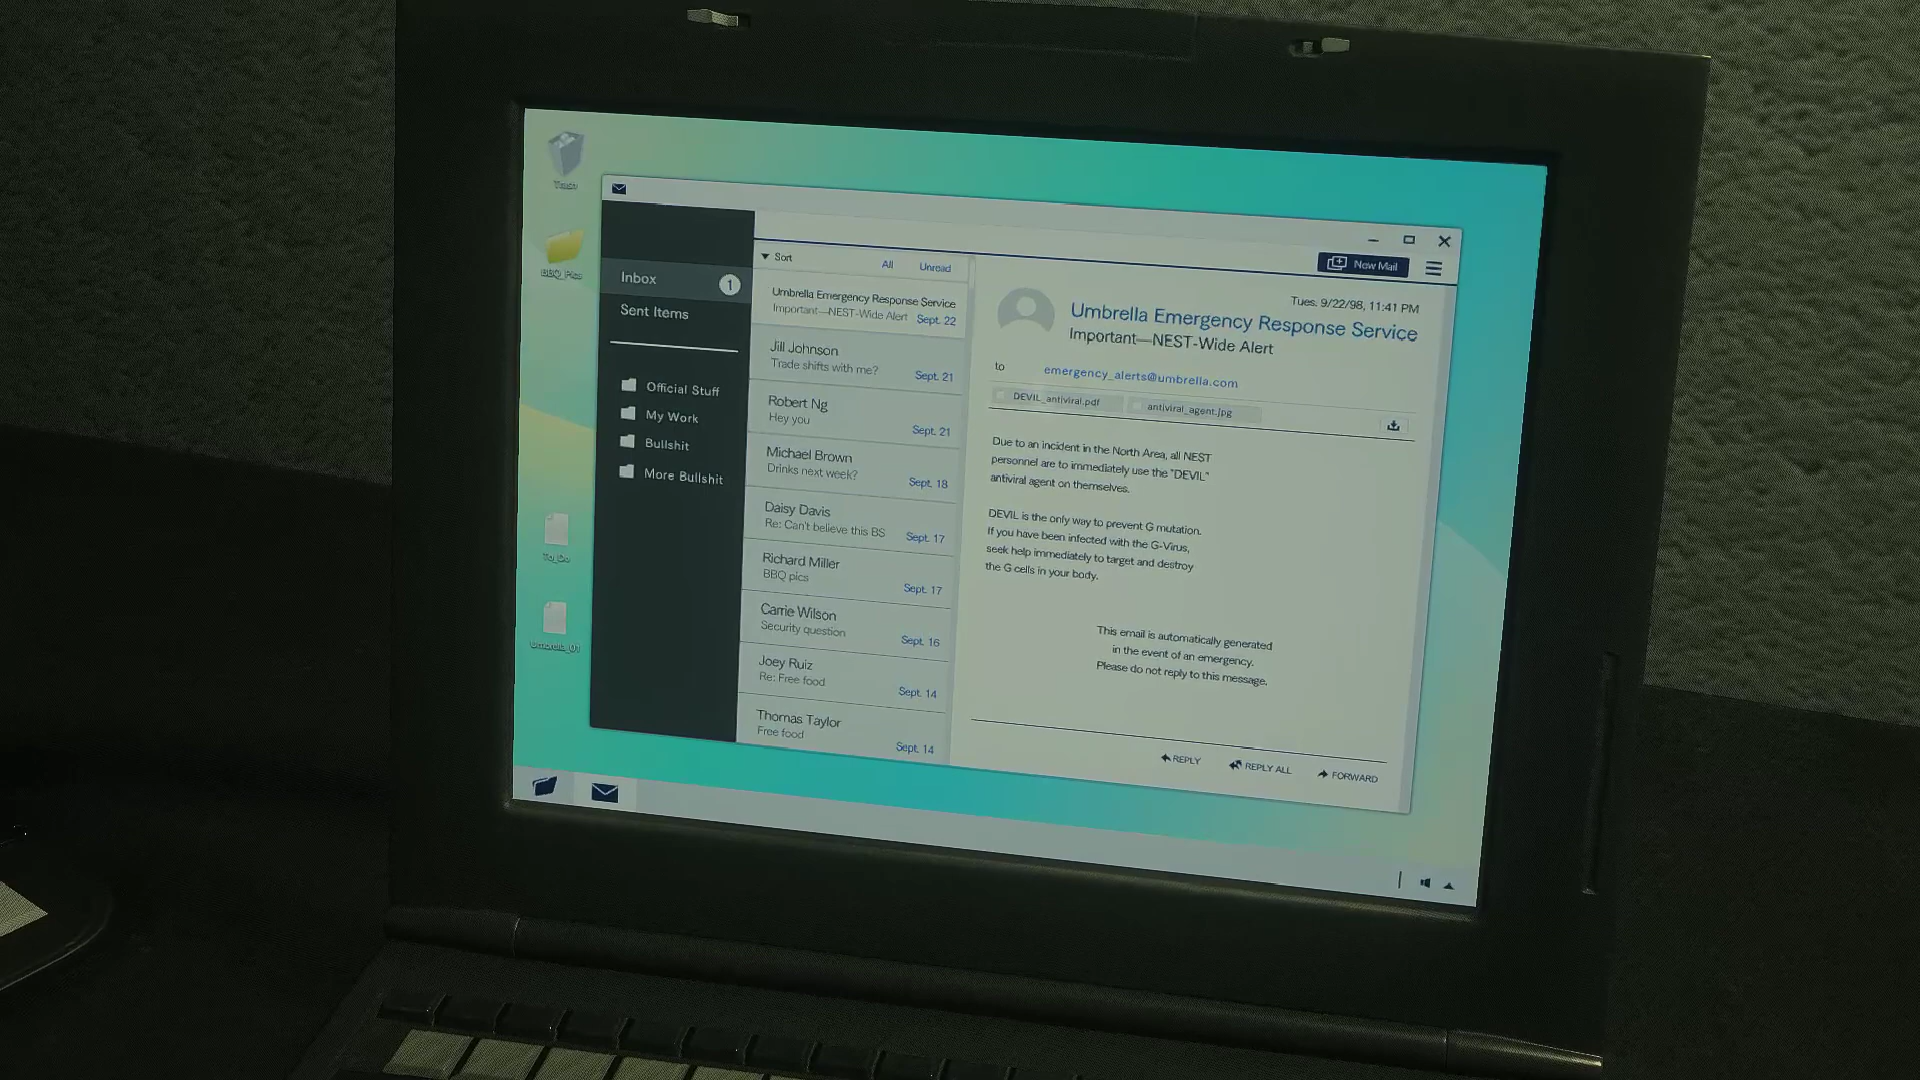 Trash
BBQ_Pics
To_Do
Inbox
1
Sent Items
Official Stuff
My Work
Bullshit
More Bullshit
Sort
All
Unread
Umbrella Emergency Response Service
Important—NEST-Wide Alert
Sept. 22
Jill Johnson
Trade shifts with me?
Sept. 21
Robert Ng
Hey you
Sept. 21
Michael Brown
Drinks next week?
Sept. 18
Daisy Davis
Re: Can't believe this BS
Sept. 17
Richard Miller
BBQ pics
Sept. 17
Carrie Wilson
Security question
Sept. 16
Joey Ruiz
Re: Free food
Sept. 14
Thomas Taylor
Free food
Sept. 14
New Mail
Tues. 9/22/98, 11:41 PM
Umbrella Emergency Response Service
Important—NEST-Wide Alert
to
emergency_alerts@umbrella.com
DEVIL_antiviral.pdf
antiviral_agent.jpg
Due to an incident in the North Area, all NEST
personnel are to immediately use the "DEVIL"
antiviral agent on themselves.
DEVIL is the only way to prevent G mutation.
If you have been infected with the G-Virus,
seek help immediately to target and destroy
the G cells in your body.
This email is automatically generated
in the event of an emergency.
Please do not reply to this message.
REPLY
REPLY ALL
FORWARD